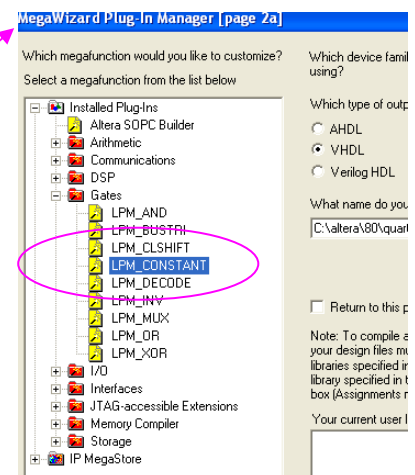 MegaWizard Plug-In Manager [page 2a]
Which megafunction would you like to customize?
Select a megafunction from the list below
Installed Plug-Ins
Altera SOPC Builder
Arithmetic
Communications
DSP
Gates
LPM_AND
LPM_BUSTRI
LPM_CLSHIFT
LPM_CONSTANT
LPM_DECODE
LPM_INV
LPM_MUX
LPM_OR
LPM_XOR
I/O
Interfaces
JTAG-accessible Extensions
Memory Compiler
Storage
IP MegaStore
Which device famil
using?
Which type of outp
AHDL
VHDL
Verilog HDL
What name do you
C:\altera\80\quart
Return to this p
Note: To compile a
your design files mu
libraries specified in
library specified in t
box (Assignments m
Your current user l